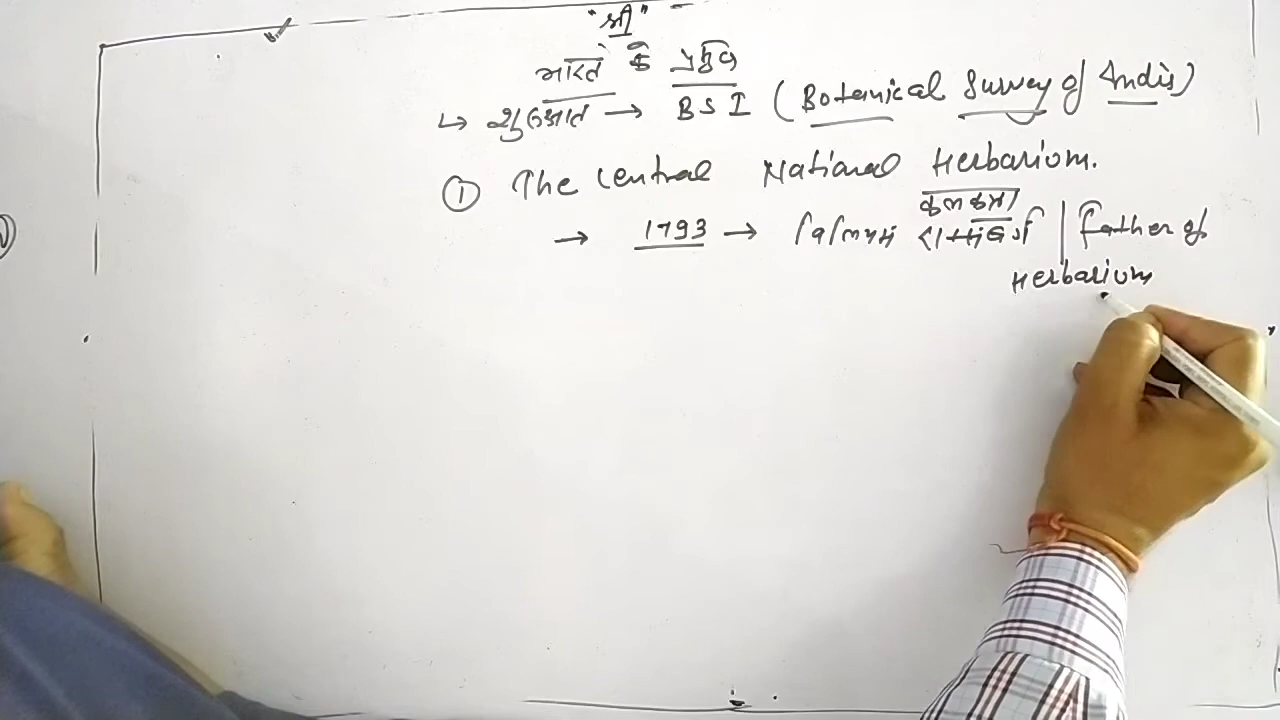 "श्री"
भारत के प्रमुख
↳ शुरुआत → BSI (Botanical Survey of India)
① The Central National Herbarium.
कलकत्ता
→ 1793 → विलियम राक्सबर्ग | Father of
Herbarium